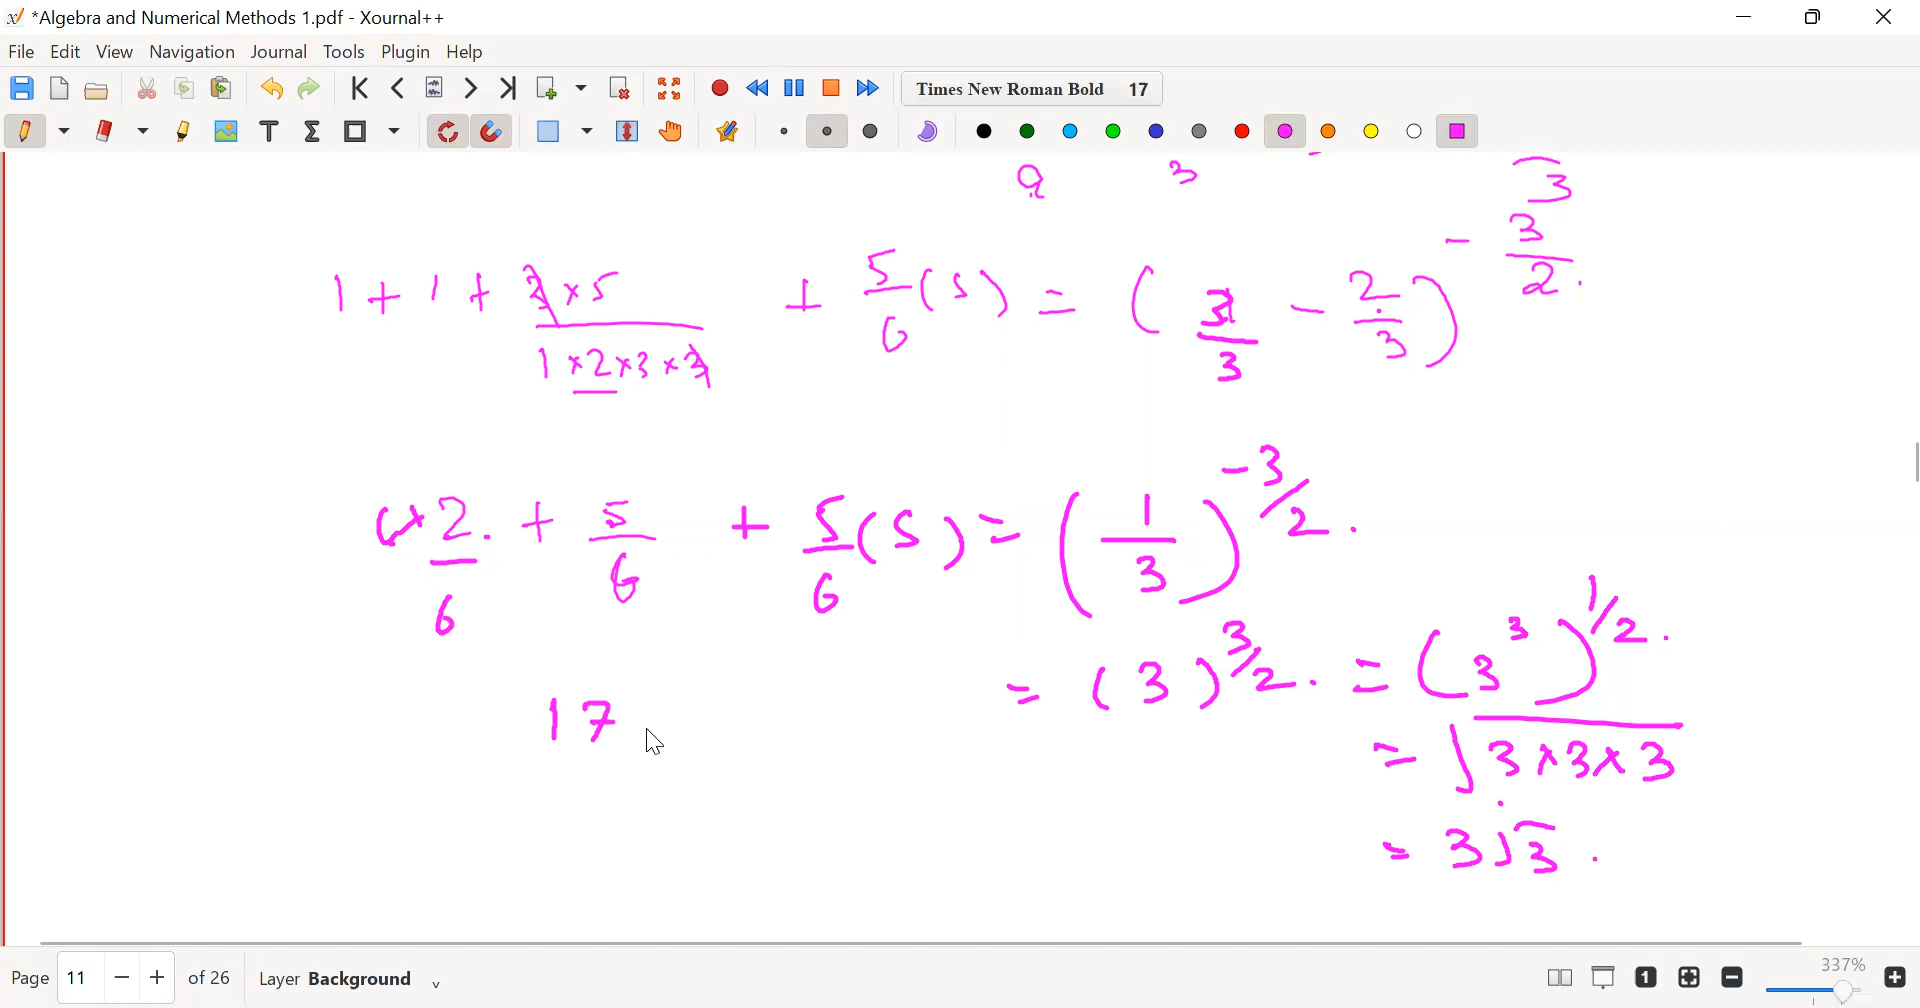 *Algebra and Numerical Methods 1.pdf - Xournal++
File Edit View Navigation Journal Tools Plugin Help
Times New Roman Bold 17
3
1 + 1 + 3 × 5 / 1 × 2 × 3 × 3 + 5/6 (S) = (3/3 - 2/3)^-3/2.
6×2/6 + 5/6 + 5/6 (S) = (1/3)^-3/2.
= (3)^3/2. = (3^3)^1/2.
17
= √3×3×3
= 3√3.
Page 11 of 26 Layer Background 337%